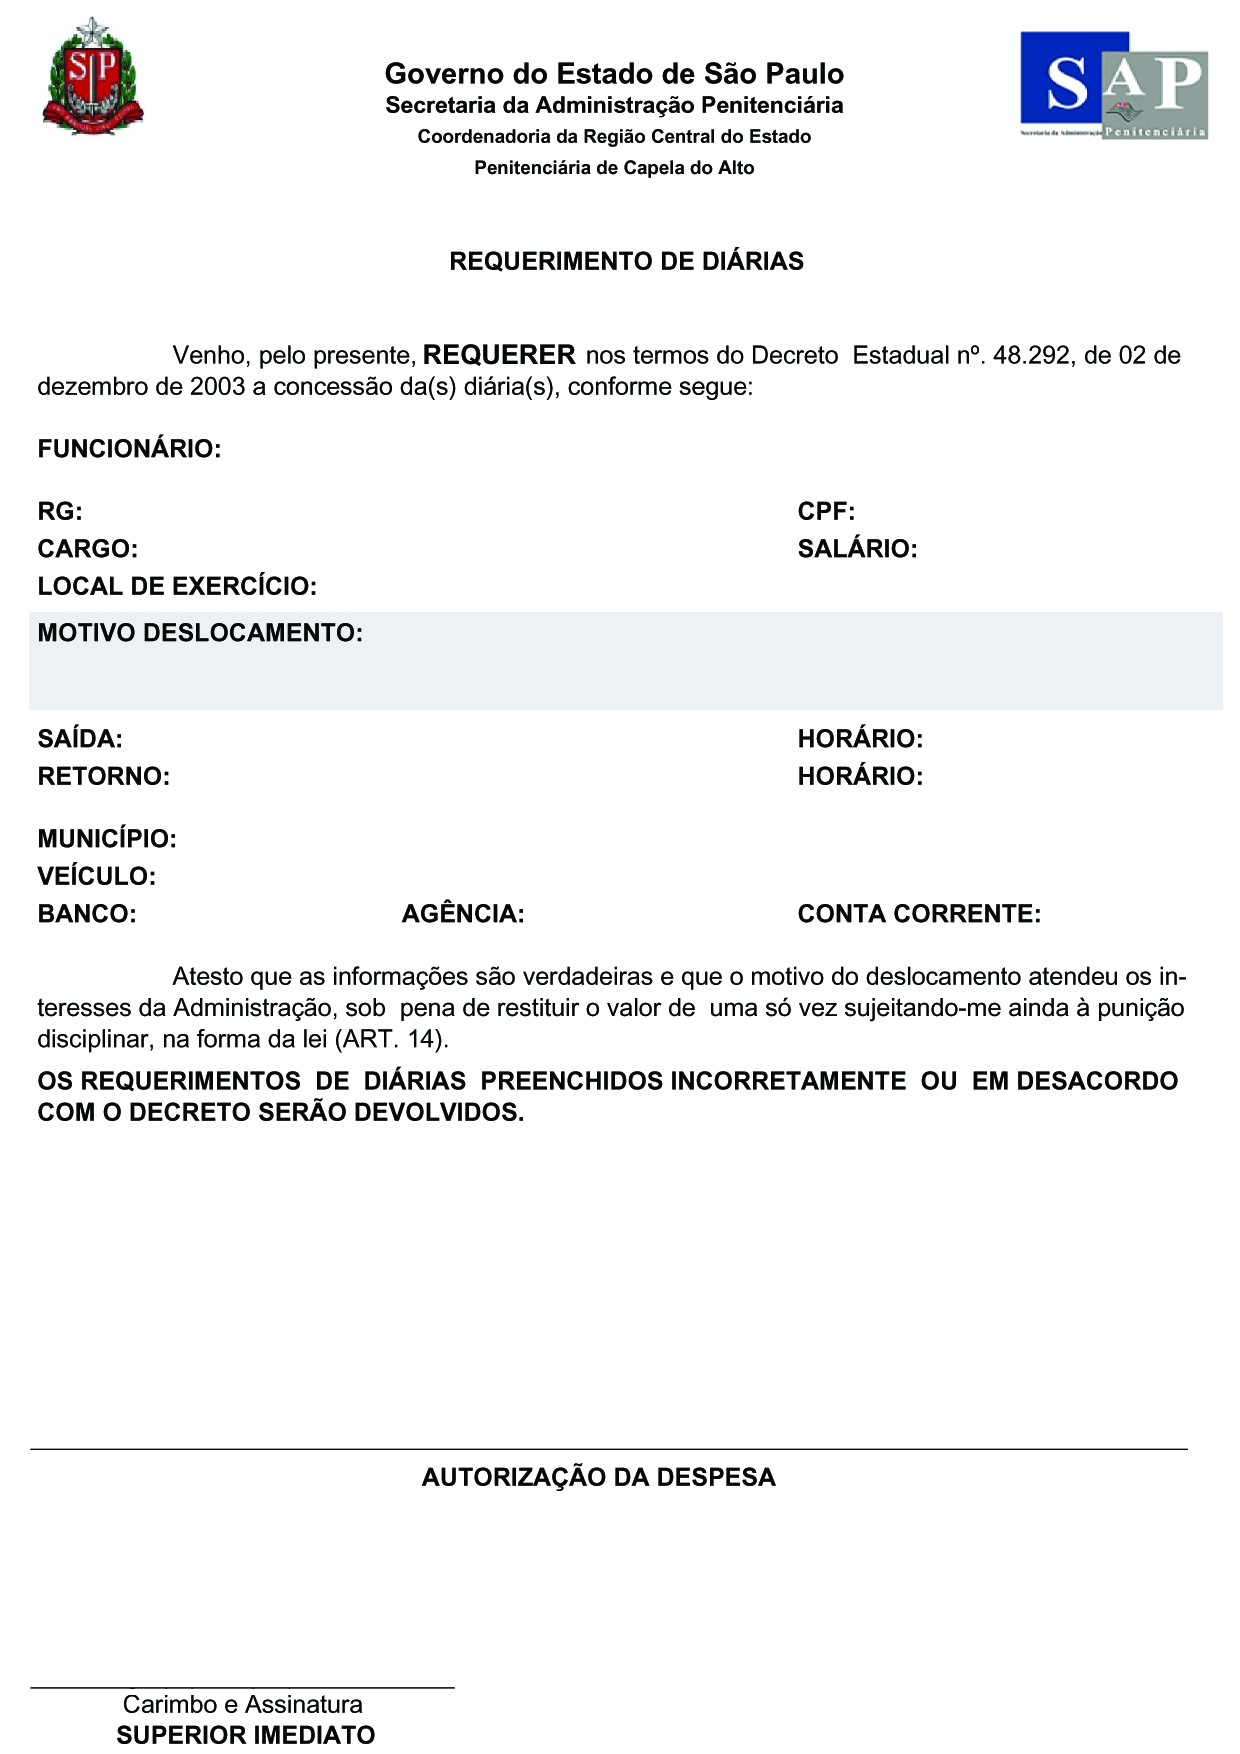 SP
Governo do Estado de São Paulo
Secretaria da Administração Penitenciária
Coordenadoria da Região Central do Estado
Penitenciária de Capela do Alto
SAP
Secretaria da Administração Penitenciária
REQUERIMENTO DE DIÁRIAS
Venho, pelo presente, REQUERER nos termos do Decreto Estadual nº. 48.292, de 02 de
dezembro de 2003 a concessão da(s) diária(s), conforme segue:
FUNCIONÁRIO:
RG: CPF:
CARGO: SALÁRIO:
LOCAL DE EXERCÍCIO:
MOTIVO DESLOCAMENTO:
SAÍDA: HORÁRIO:
RETORNO: HORÁRIO:
MUNICÍPIO:
VEÍCULO:
BANCO: AGÊNCIA: CONTA CORRENTE:
Atesto que as informações são verdadeiras e que o motivo do deslocamento atendeu os in-
teresses da Administração, sob pena de restituir o valor de uma só vez sujeitando-me ainda à punição
disciplinar, na forma da lei (ART. 14).
OS REQUERIMENTOS DE DIÁRIAS PREENCHIDOS INCORRETAMENTE OU EM DESACORDO
COM O DECRETO SERÃO DEVOLVIDOS.
AUTORIZAÇÃO DA DESPESA
Carimbo e Assinatura
SUPERIOR IMEDIATO